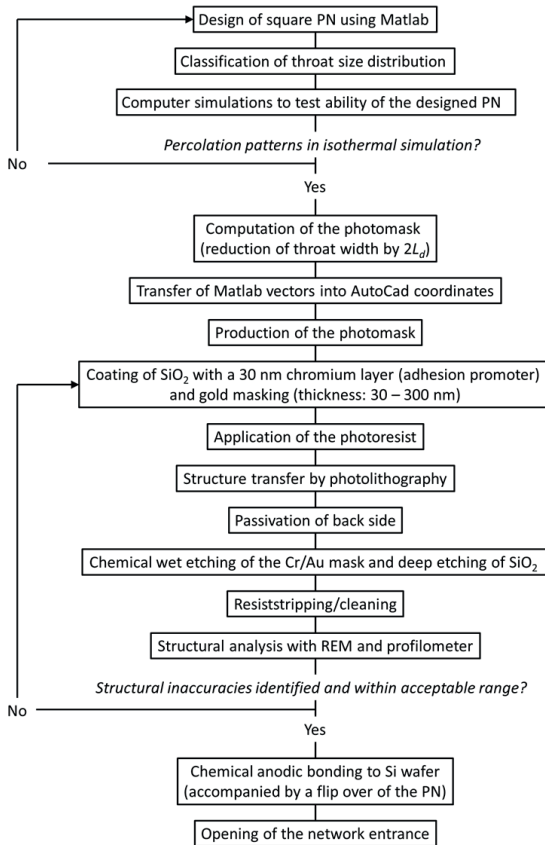 Design of square PN using Matlab
Classification of throat size distribution
Computer simulations to test ability of the designed PN
Percolation patterns in isothermal simulation?
No
Yes
Computation of the photomask
(reduction of throat width by 2L_d)
Transfer of Matlab vectors into AutoCad coordinates
Production of the photomask
Coating of SiO₂ with a 30 nm chromium layer (adhesion promoter)
and gold masking (thickness: 30 – 300 nm)
Application of the photoresist
Structure transfer by photolithography
Passivation of back side
Chemical wet etching of the Cr/Au mask and deep etching of SiO₂
Resiststripping/cleaning
Structural analysis with REM and profilometer
Structural inaccuracies identified and within acceptable range?
No
Yes
Chemical anodic bonding to Si wafer
(accompanied by a flip over of the PN)
Opening of the network entrance